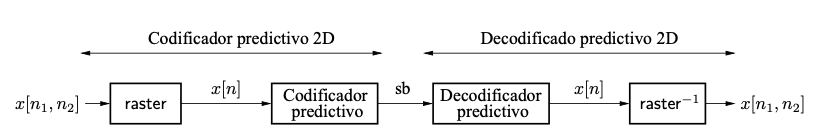 Codificador predictivo 2D
Decodificado predictivo 2D
x[n₁, n₂]
raster
x[n]
Codificador
predictivo
sb
Decodificador
predictivo
x[n]
raster⁻¹
x[n₁, n₂]